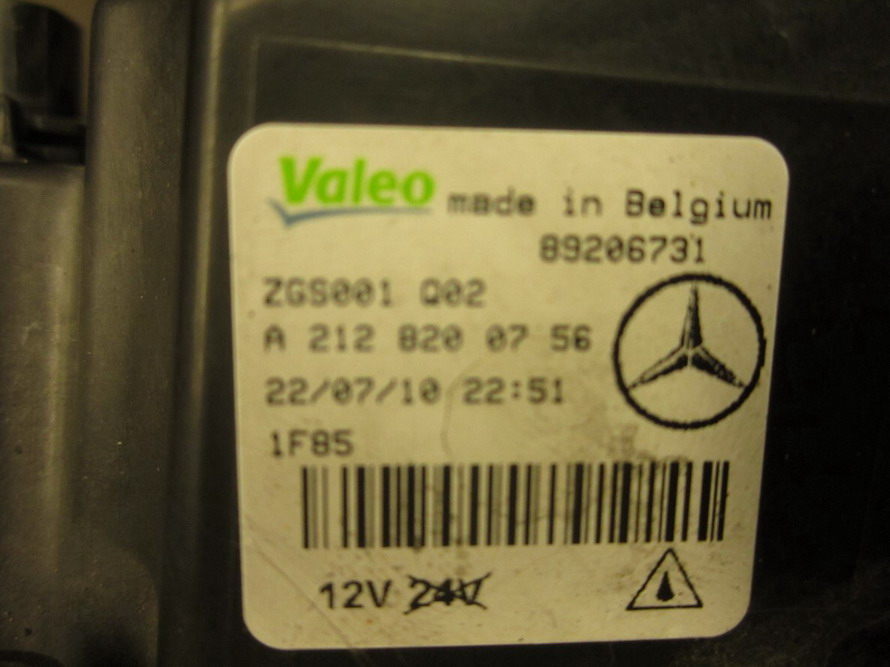 Valeo made in Belgium
89206731
ZGS001 Q02
A 212 820 07 56
22/07/10 22:51
1F85
12V 24V